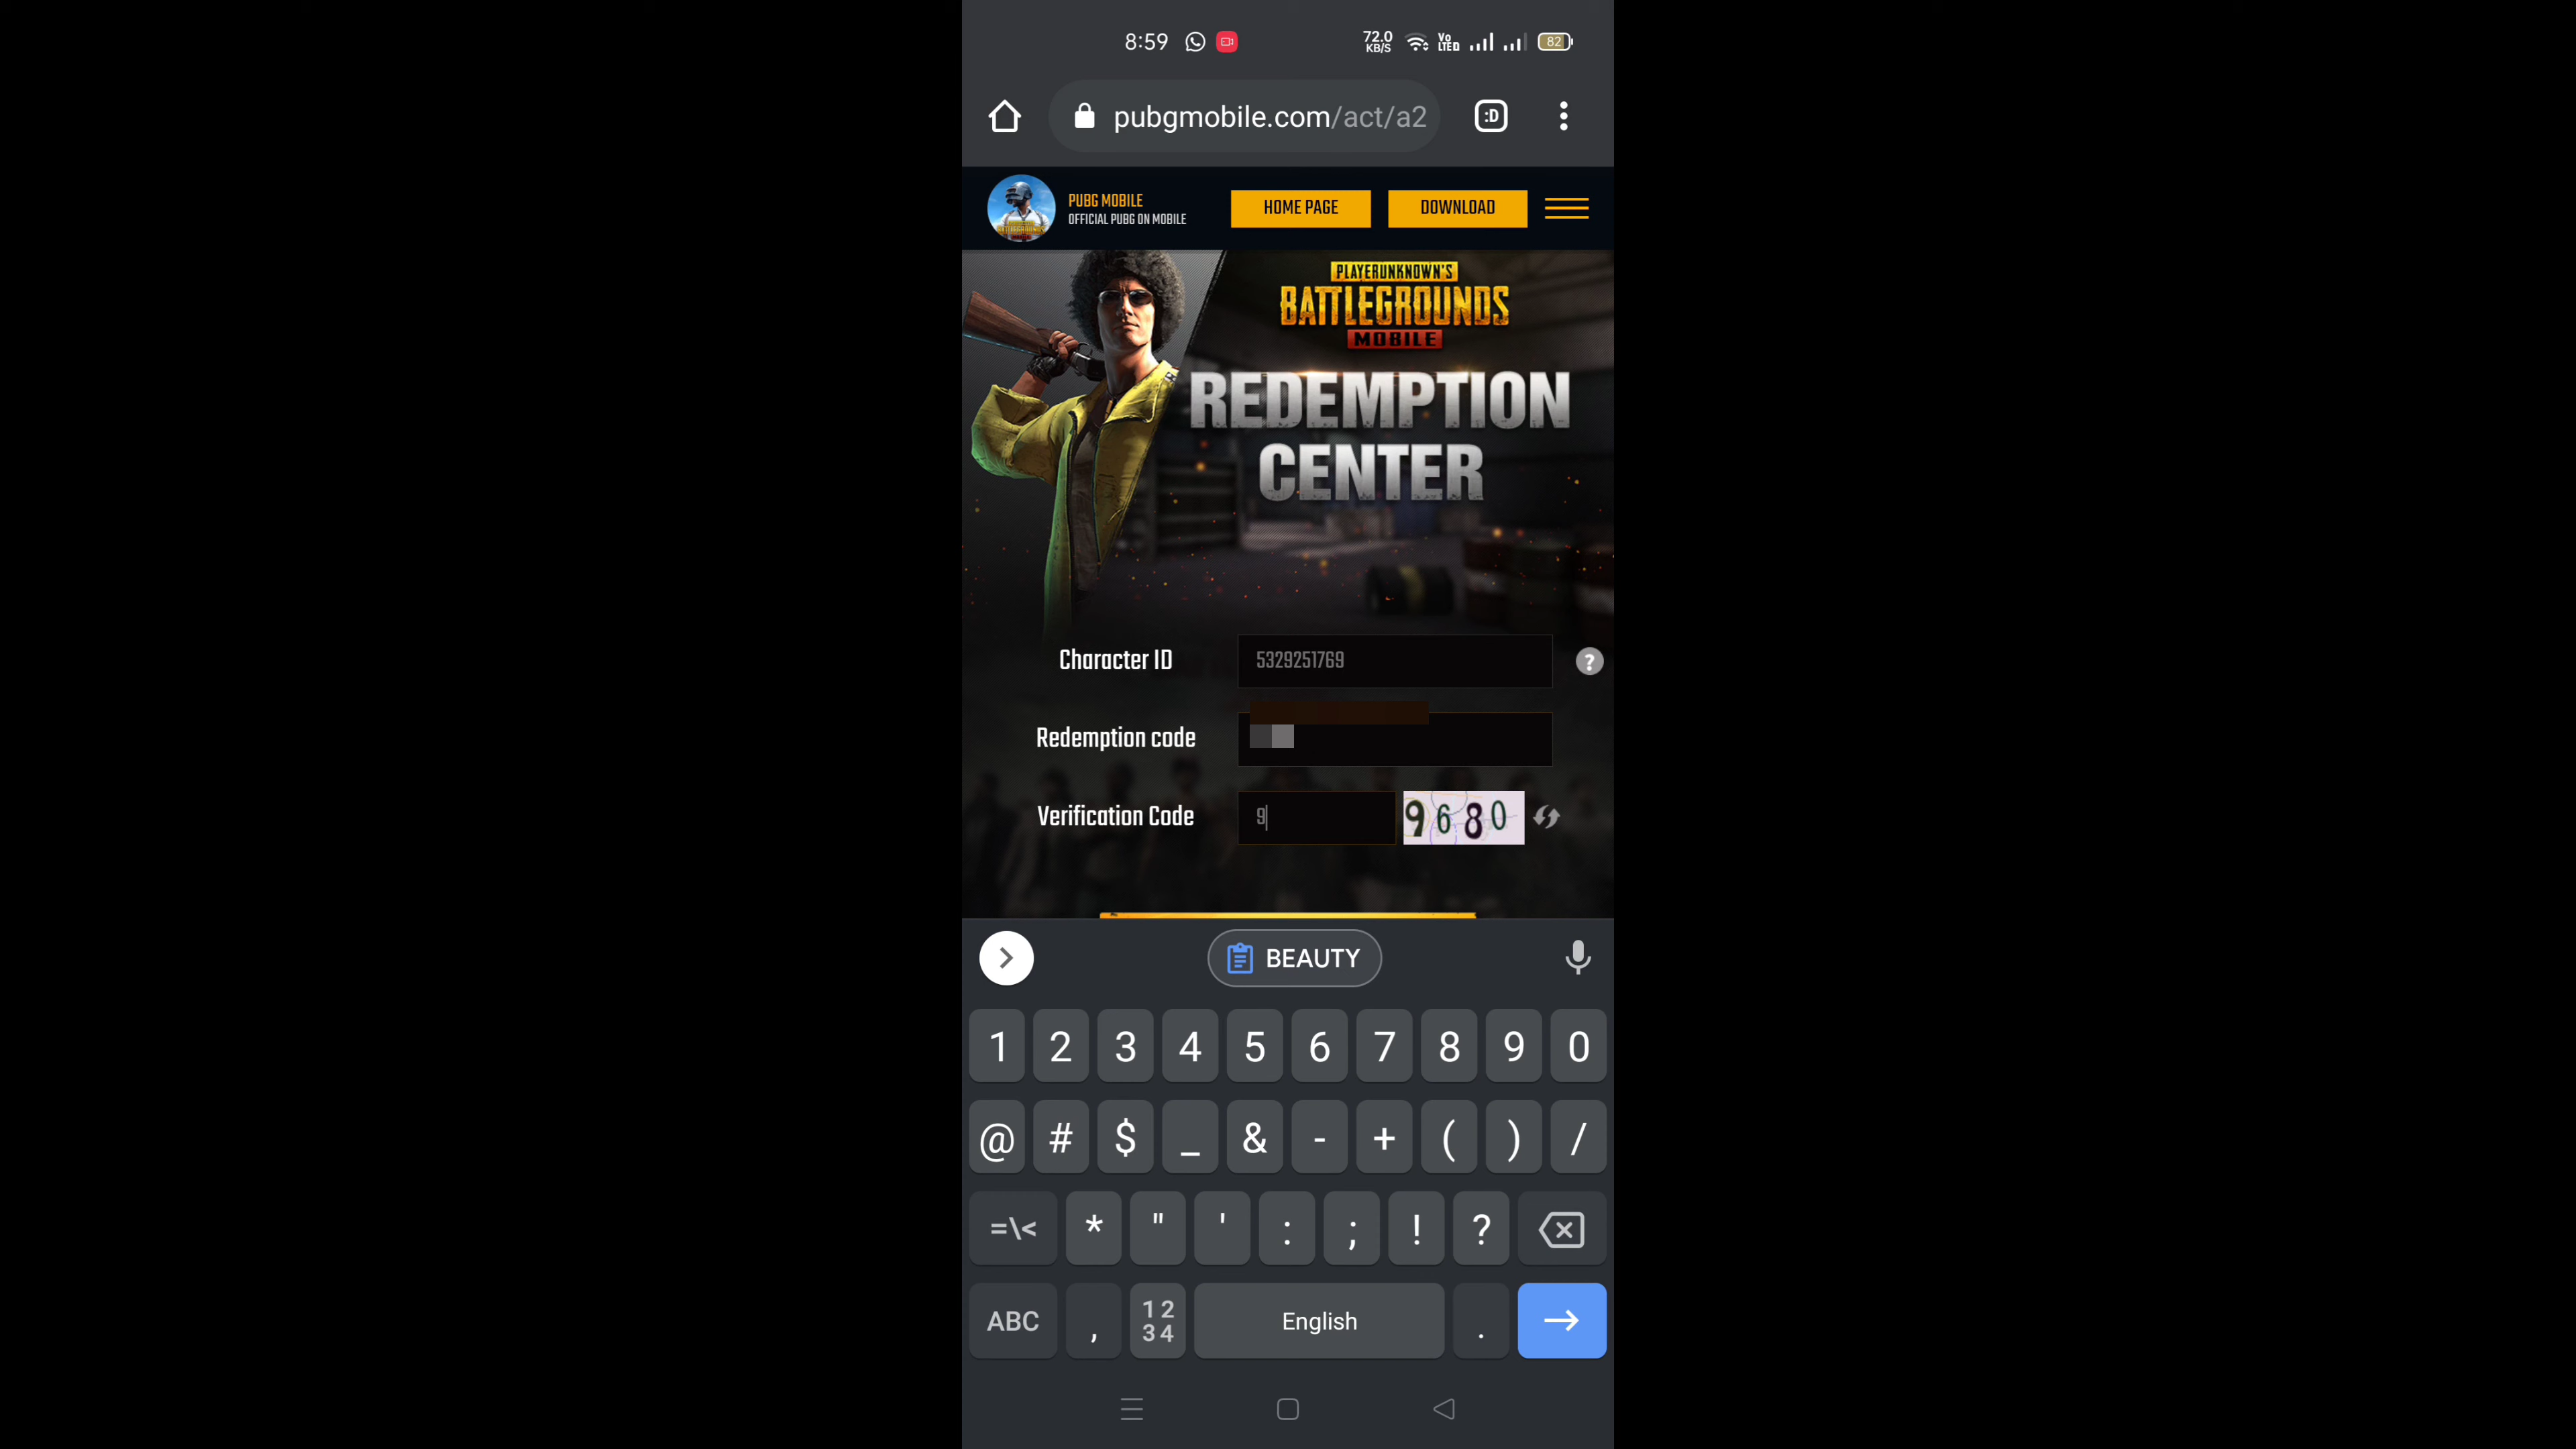 8:59 72.0 KB/S Vo LTED 82
pubgmobile.com/act/a2 :D
PUBG MOBILE
OFFICIAL PUBG ON MOBILE
HOME PAGE DOWNLOAD
PLAYERUNKNOWN'S
BATTLEGROUNDS
MOBILE
REDEMPTION
CENTER
Character ID 5329251769 ?
Redemption code
Verification Code 9 9680
BEAUTY
1 2 3 4 5 6 7 8 9 0
@ # $ _ & - + ( ) /
=\< * " ' : ; ! ?
ABC , 12 34 English .